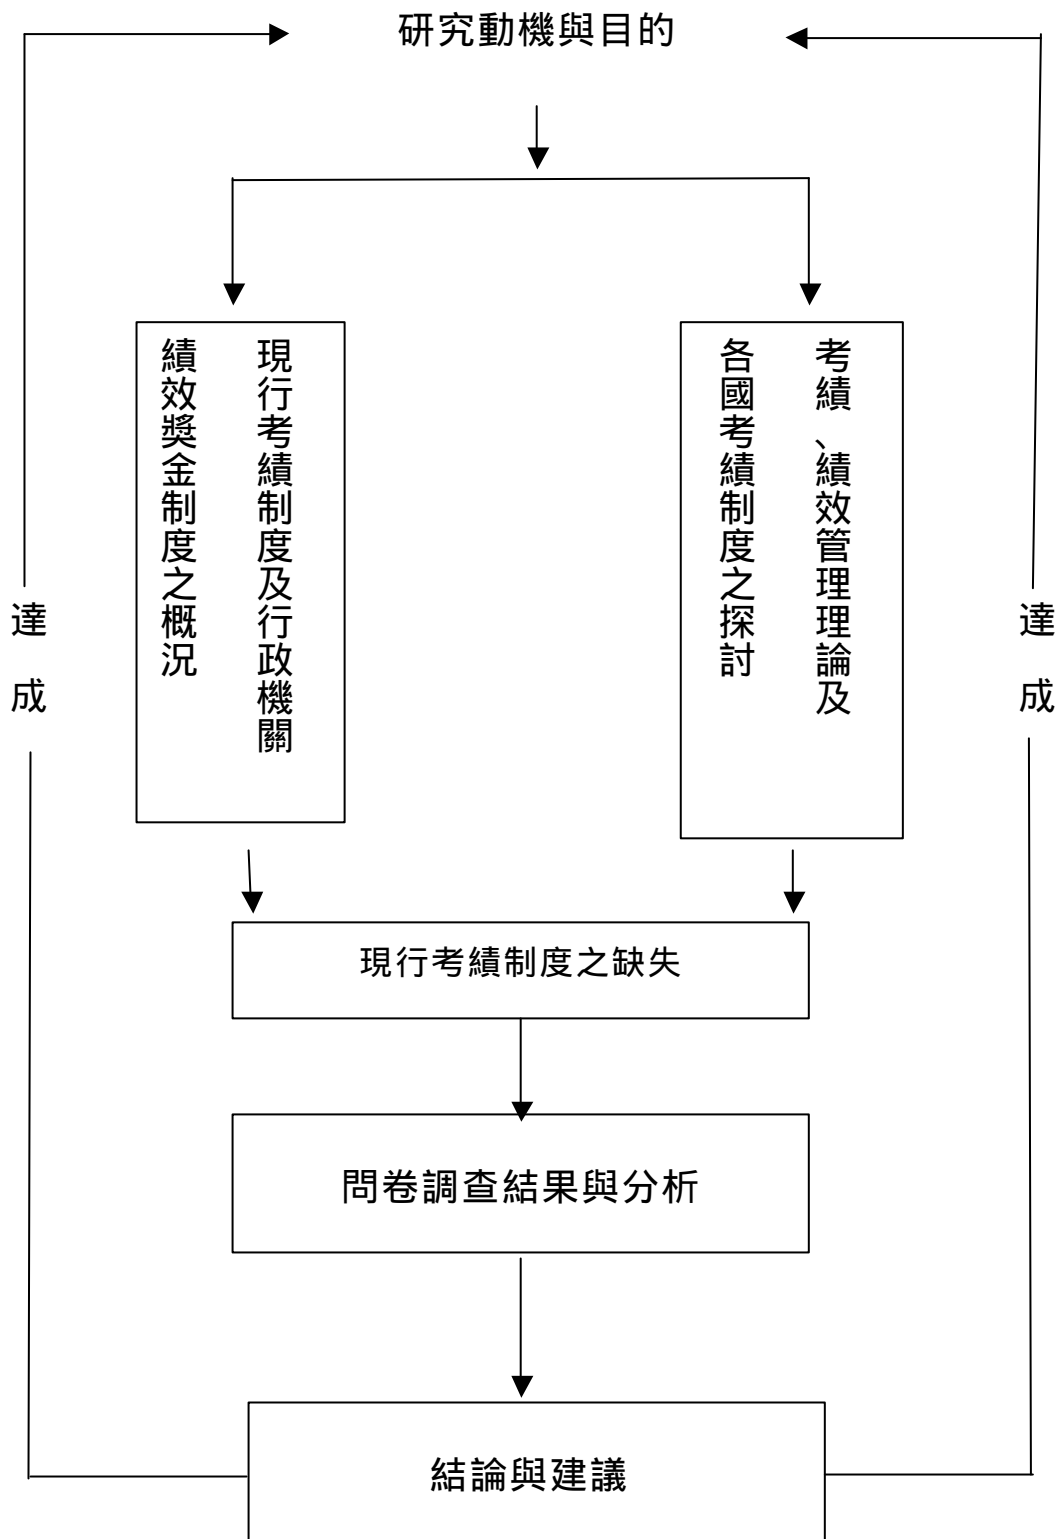 研究動機與目的
現行考績制度及行政機關
績效獎金制度之概況
考績、績效管理理論及
各國考績制度之探討
達成
達成
現行考績制度之缺失
問卷調查結果與分析
結論與建議